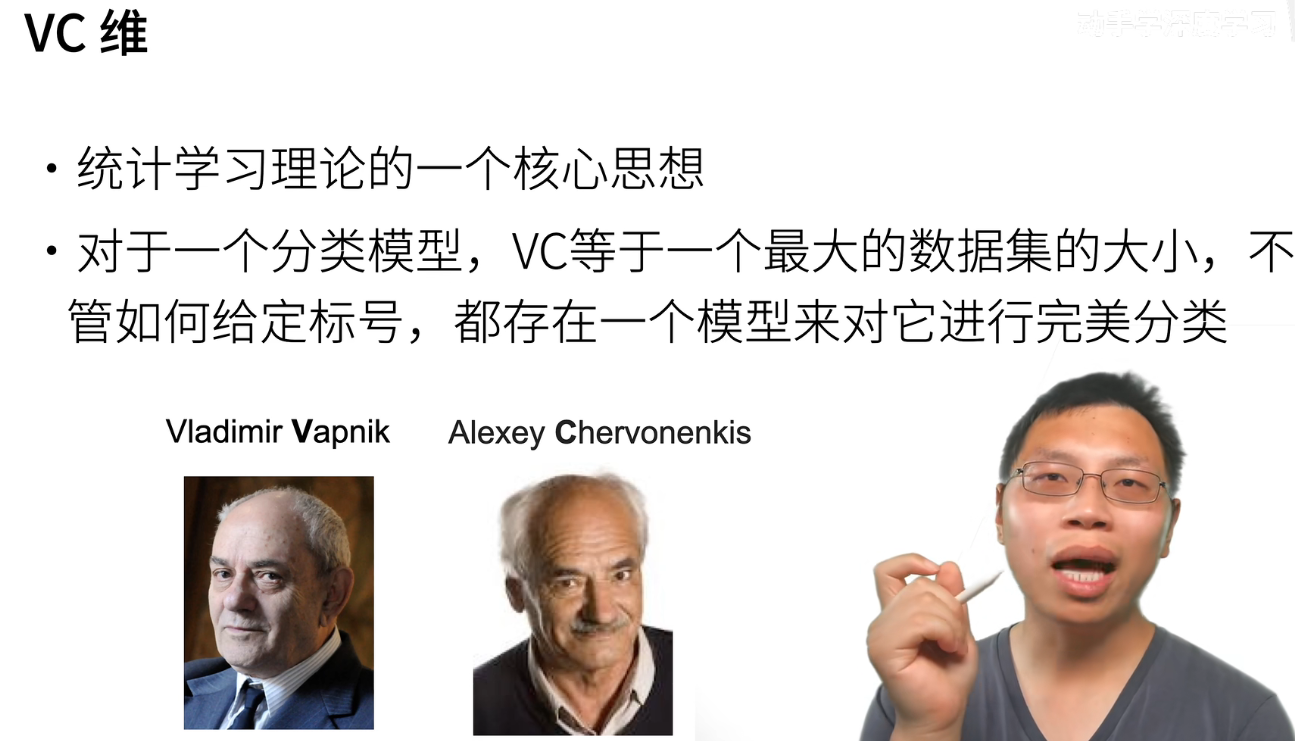 VC 维
动手学深度学习
• 统计学习理论的一个核心思想
• 对于一个分类模型，VC等于一个最大的数据集的大小，不
管如何给定标号，都存在一个模型来对它进行完美分类
Vladimir Vapnik
Alexey Chervonenkis